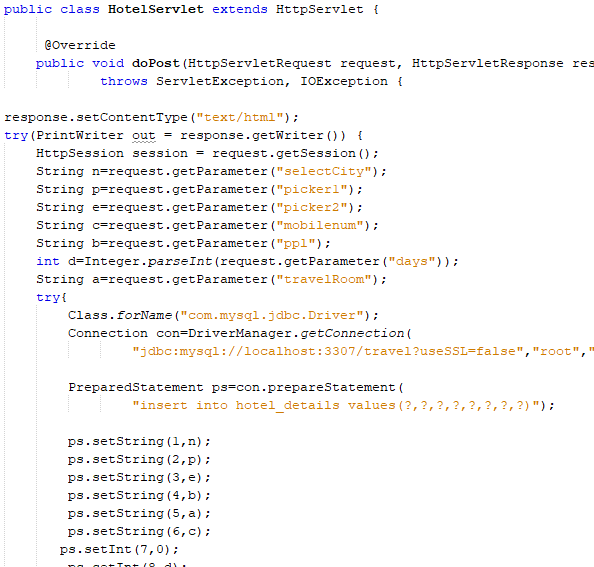 public class HotelServlet extends HttpServlet {
@Override
public void doPost(HttpServletRequest request, HttpServletResponse res
throws ServletException, IOException {
response.setContentType("text/html");
try(PrintWriter out = response.getWriter()) {
HttpSession session = request.getSession();
String n=request.getParameter("selectCity");
String p=request.getParameter("picker1");
String e=request.getParameter("picker2");
String c=request.getParameter("mobilenum");
String b=request.getParameter("ppl");
int d=Integer.parseInt(request.getParameter("days"));
String a=request.getParameter("travelRoom");
try{
Class.forName("com.mysql.jdbc.Driver");
Connection con=DriverManager.getConnection(
"jdbc:mysql://localhost:3307/travel?useSSL=false","root","
PreparedStatement ps=con.prepareStatement(
"insert into hotel_details values(?,?,?,?,?,?,?,?)");
ps.setString(1,n);
ps.setString(2,p);
ps.setString(3,e);
ps.setString(4,b);
ps.setString(5,a);
ps.setString(6,c);
ps.setInt(7,0);
ps.setInt(8,d);